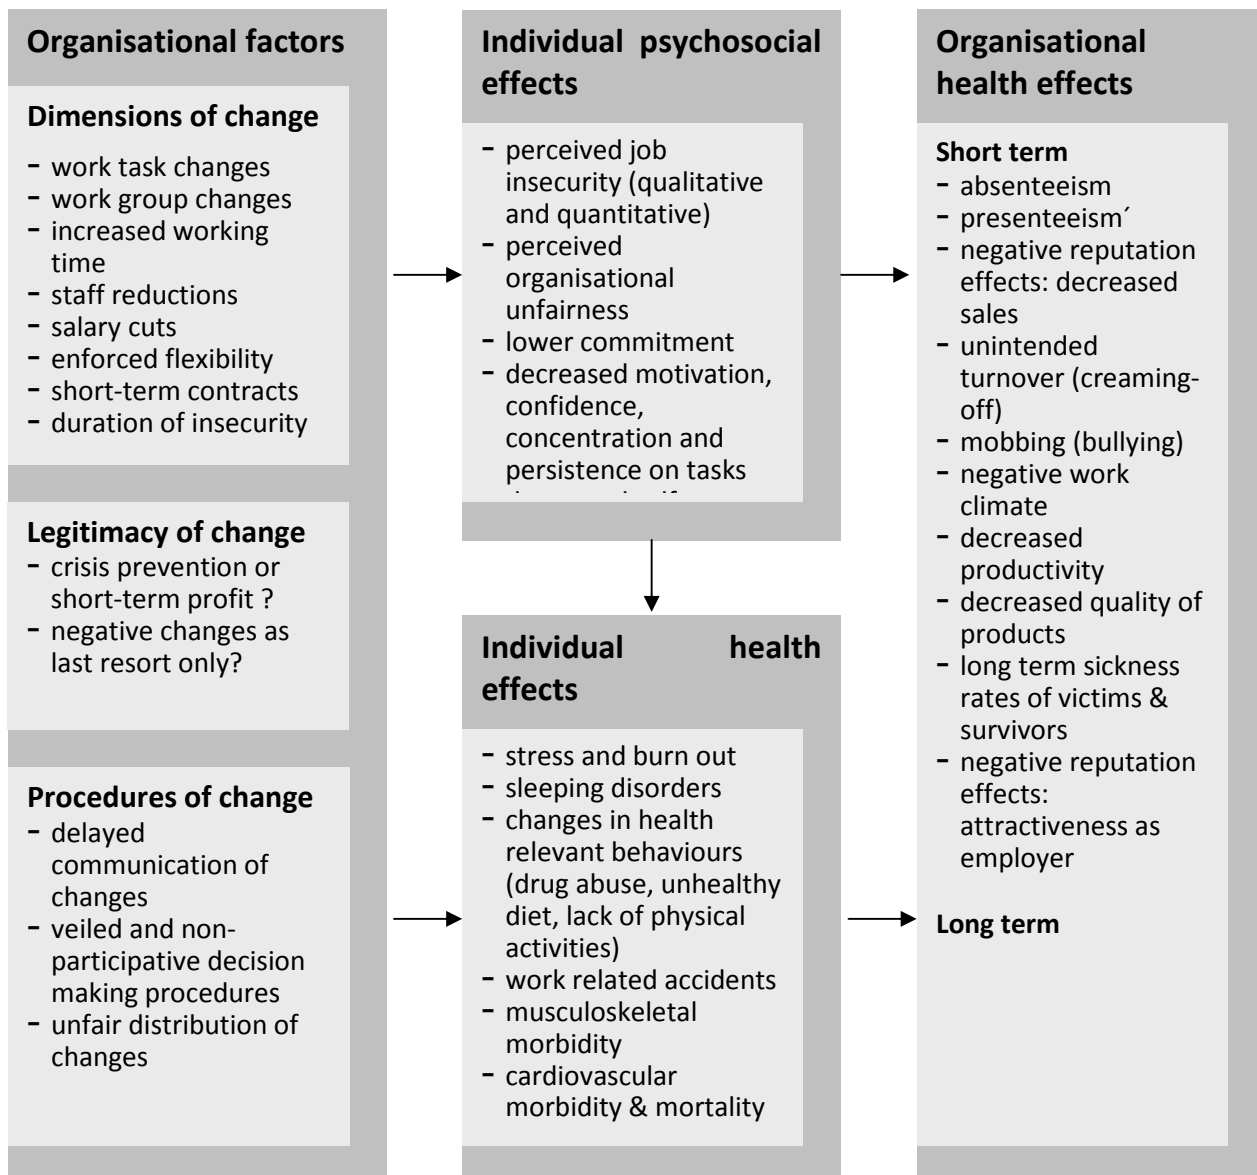 Organisational factors
Dimensions of change
- work task changes
- work group changes
- increased working
time
- staff reductions
- salary cuts
- enforced flexibility
- short-term contracts
- duration of insecurity
Legitimacy of change
- crisis prevention or
short-term profit ?
- negative changes as
last resort only?
Procedures of change
- delayed
communication of
changes
- veiled and non-
participative decision
making procedures
- unfair distribution of
changes
Individual psychosocial
effects
- perceived job
insecurity (qualitative
and quantitative)
- perceived
organisational
unfairness
- lower commitment
- decreased motivation,
confidence,
concentration and
persistence on tasks
Individual health
effects
- stress and burn out
- sleeping disorders
- changes in health
relevant behaviours
(drug abuse, unhealthy
diet, lack of physical
activities)
- work related accidents
- musculoskeletal
morbidity
- cardiovascular
morbidity & mortality
Organisational
health effects
Short term
- absenteeism
- presenteeism´
- negative reputation
effects: decreased
sales
- unintended
turnover (creaming-
off)
- mobbing (bullying)
- negative work
climate
- decreased
productivity
- decreased quality of
products
- long term sickness
rates of victims &
survivors
- negative reputation
effects:
attractiveness as
employer
Long term